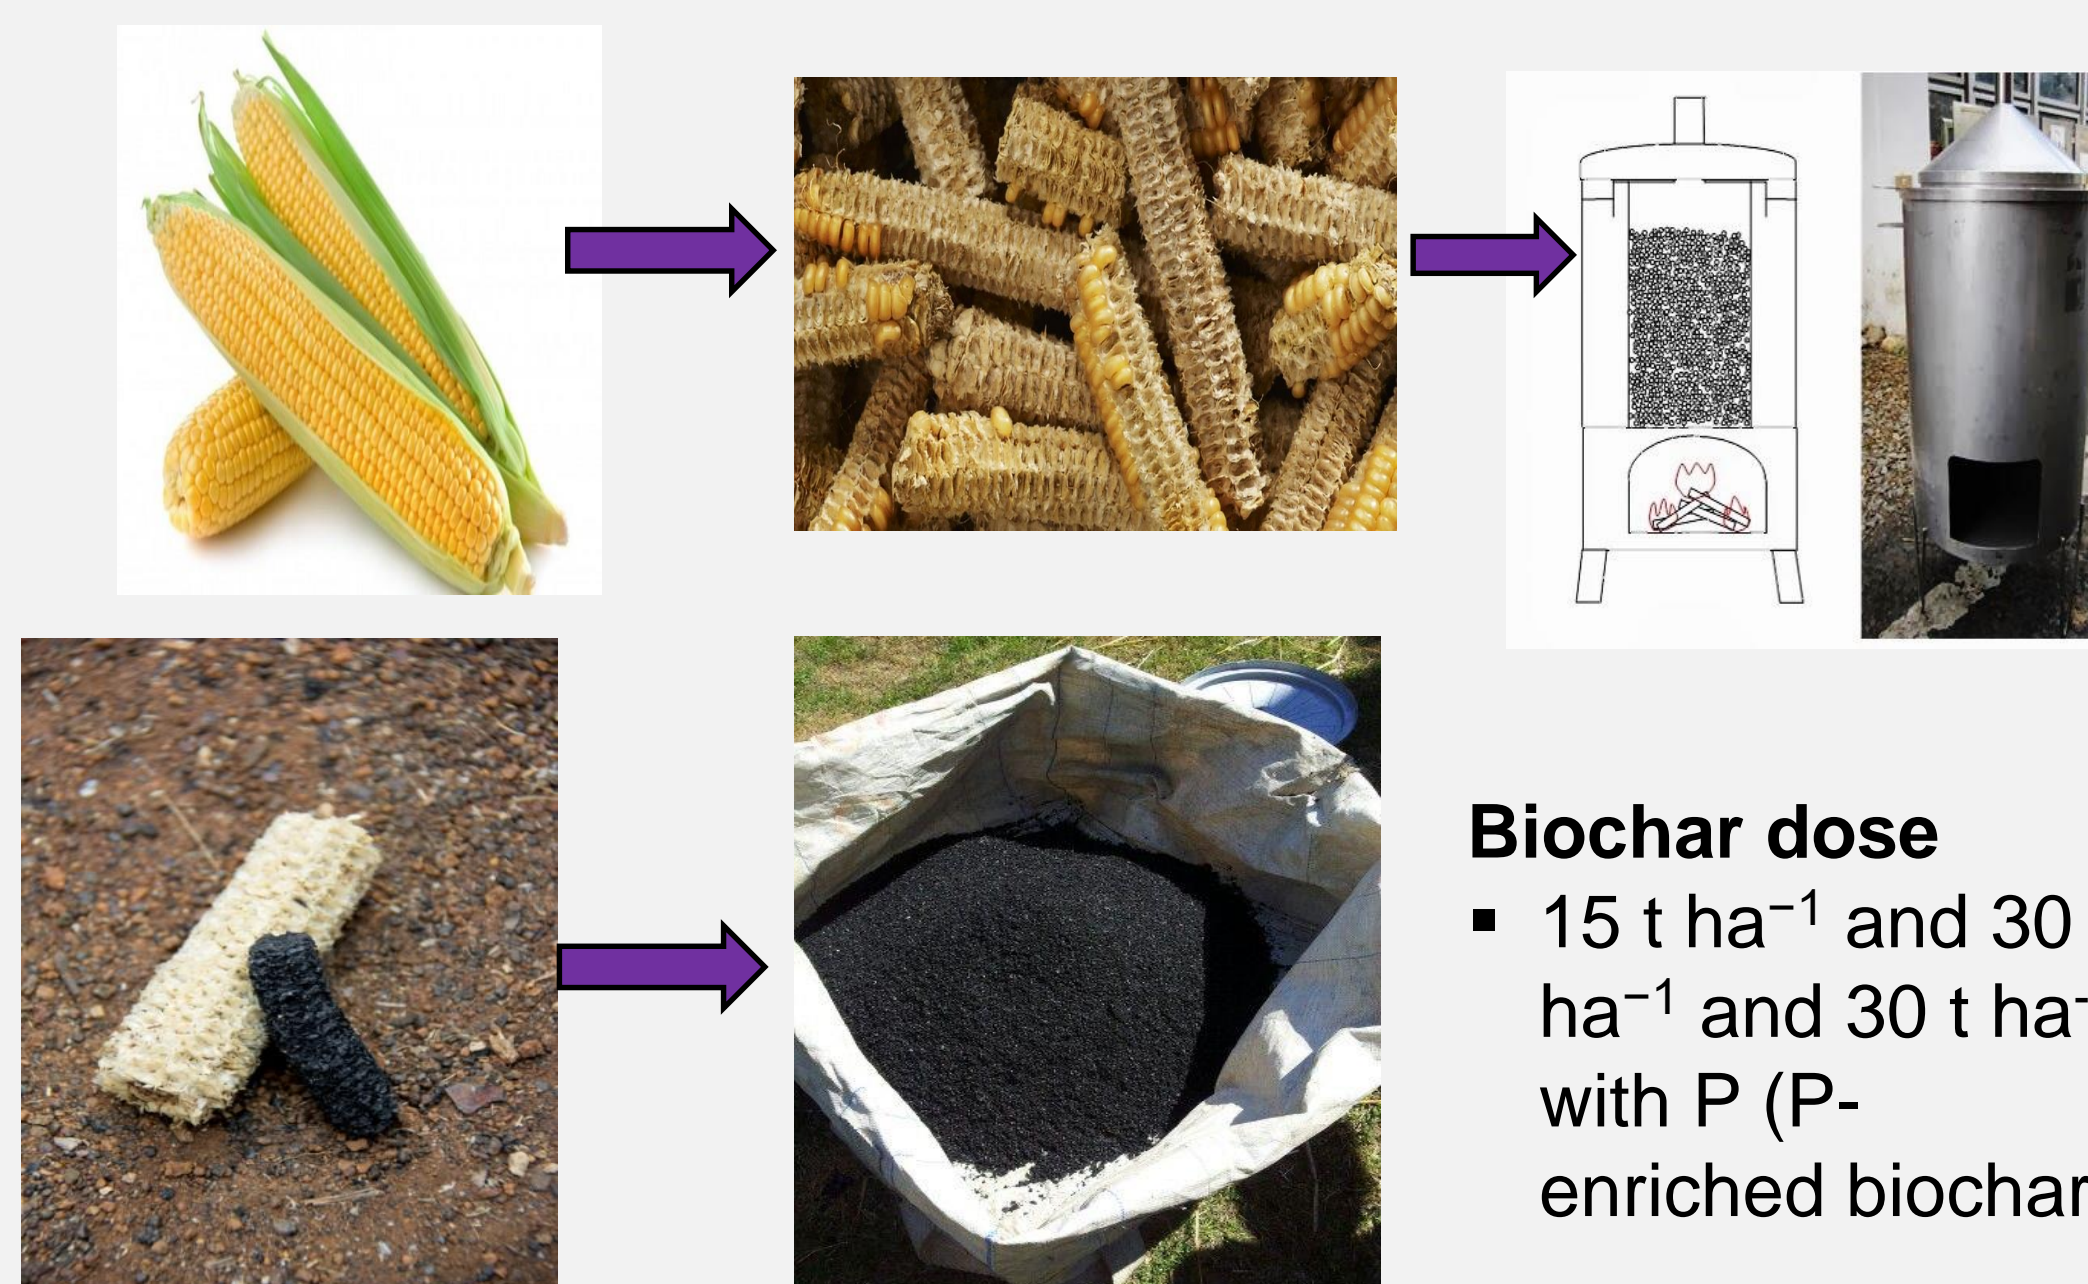 Biochar dose
▪ 15 t ha⁻¹ and 30
ha⁻¹ and 30 t ha⁻
with P (P-
enriched biochar